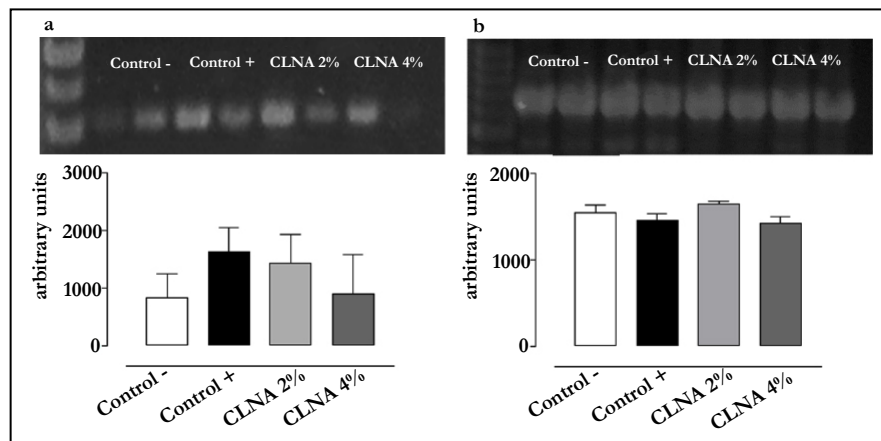 a
Control - Control + CLNA 2% CLNA 4%
3000
2000
1000
0
arbitrary units
Control - Control + CLNA 2% CLNA 4%
b
Control - Control + CLNA 2% CLNA 4%
2000
1000
0
arbitrary units
Control - Control + CLNA 2% CLNA 4%